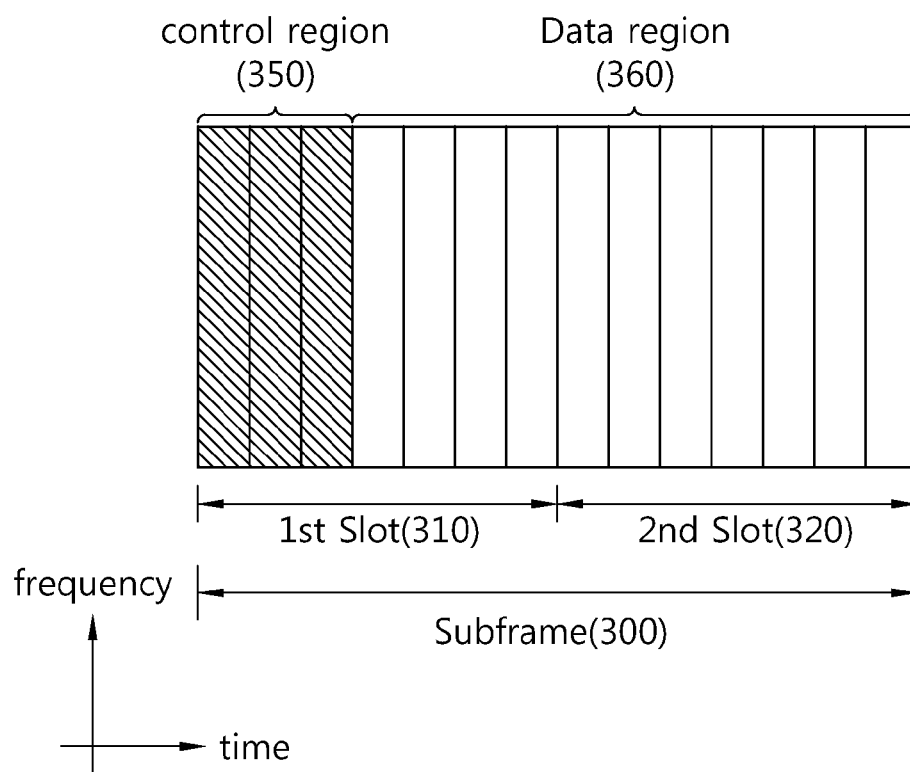 control region
(350)
Data region
(360)
1st Slot(310)
2nd Slot(320)
frequency
Subframe(300)
time